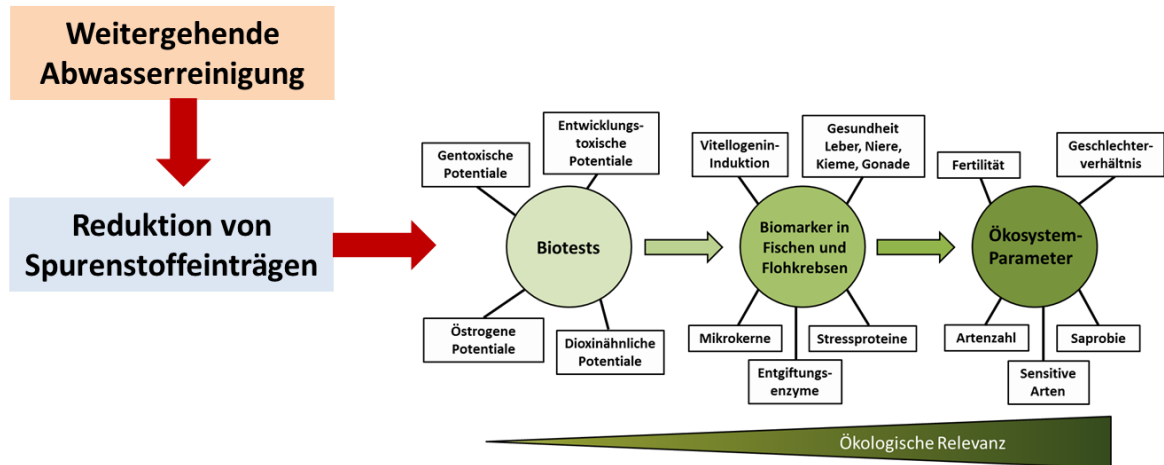 Weitergehende
Abwasserreinigung
Reduktion von
Spurenstoffeinträgen
Gentoxische
Potentiale
Entwicklungs-
toxische
Potentiale
Biotests
Östrogene
Potentiale
Dioxinähnliche
Potentiale
Vitellogenin-
Induktion
Gesundheit
Leber, Niere,
Kieme, Gonade
Biomarker in
Fischen und
Flohkrebsen
Mikrokerne
Entgiftungs-
enzyme
Stressproteine
Fertilität
Geschlechter-
verhältnis
Ökosystem-
Parameter
Artenzahl
Sensitive
Arten
Saprobie
Ökologische Relevanz